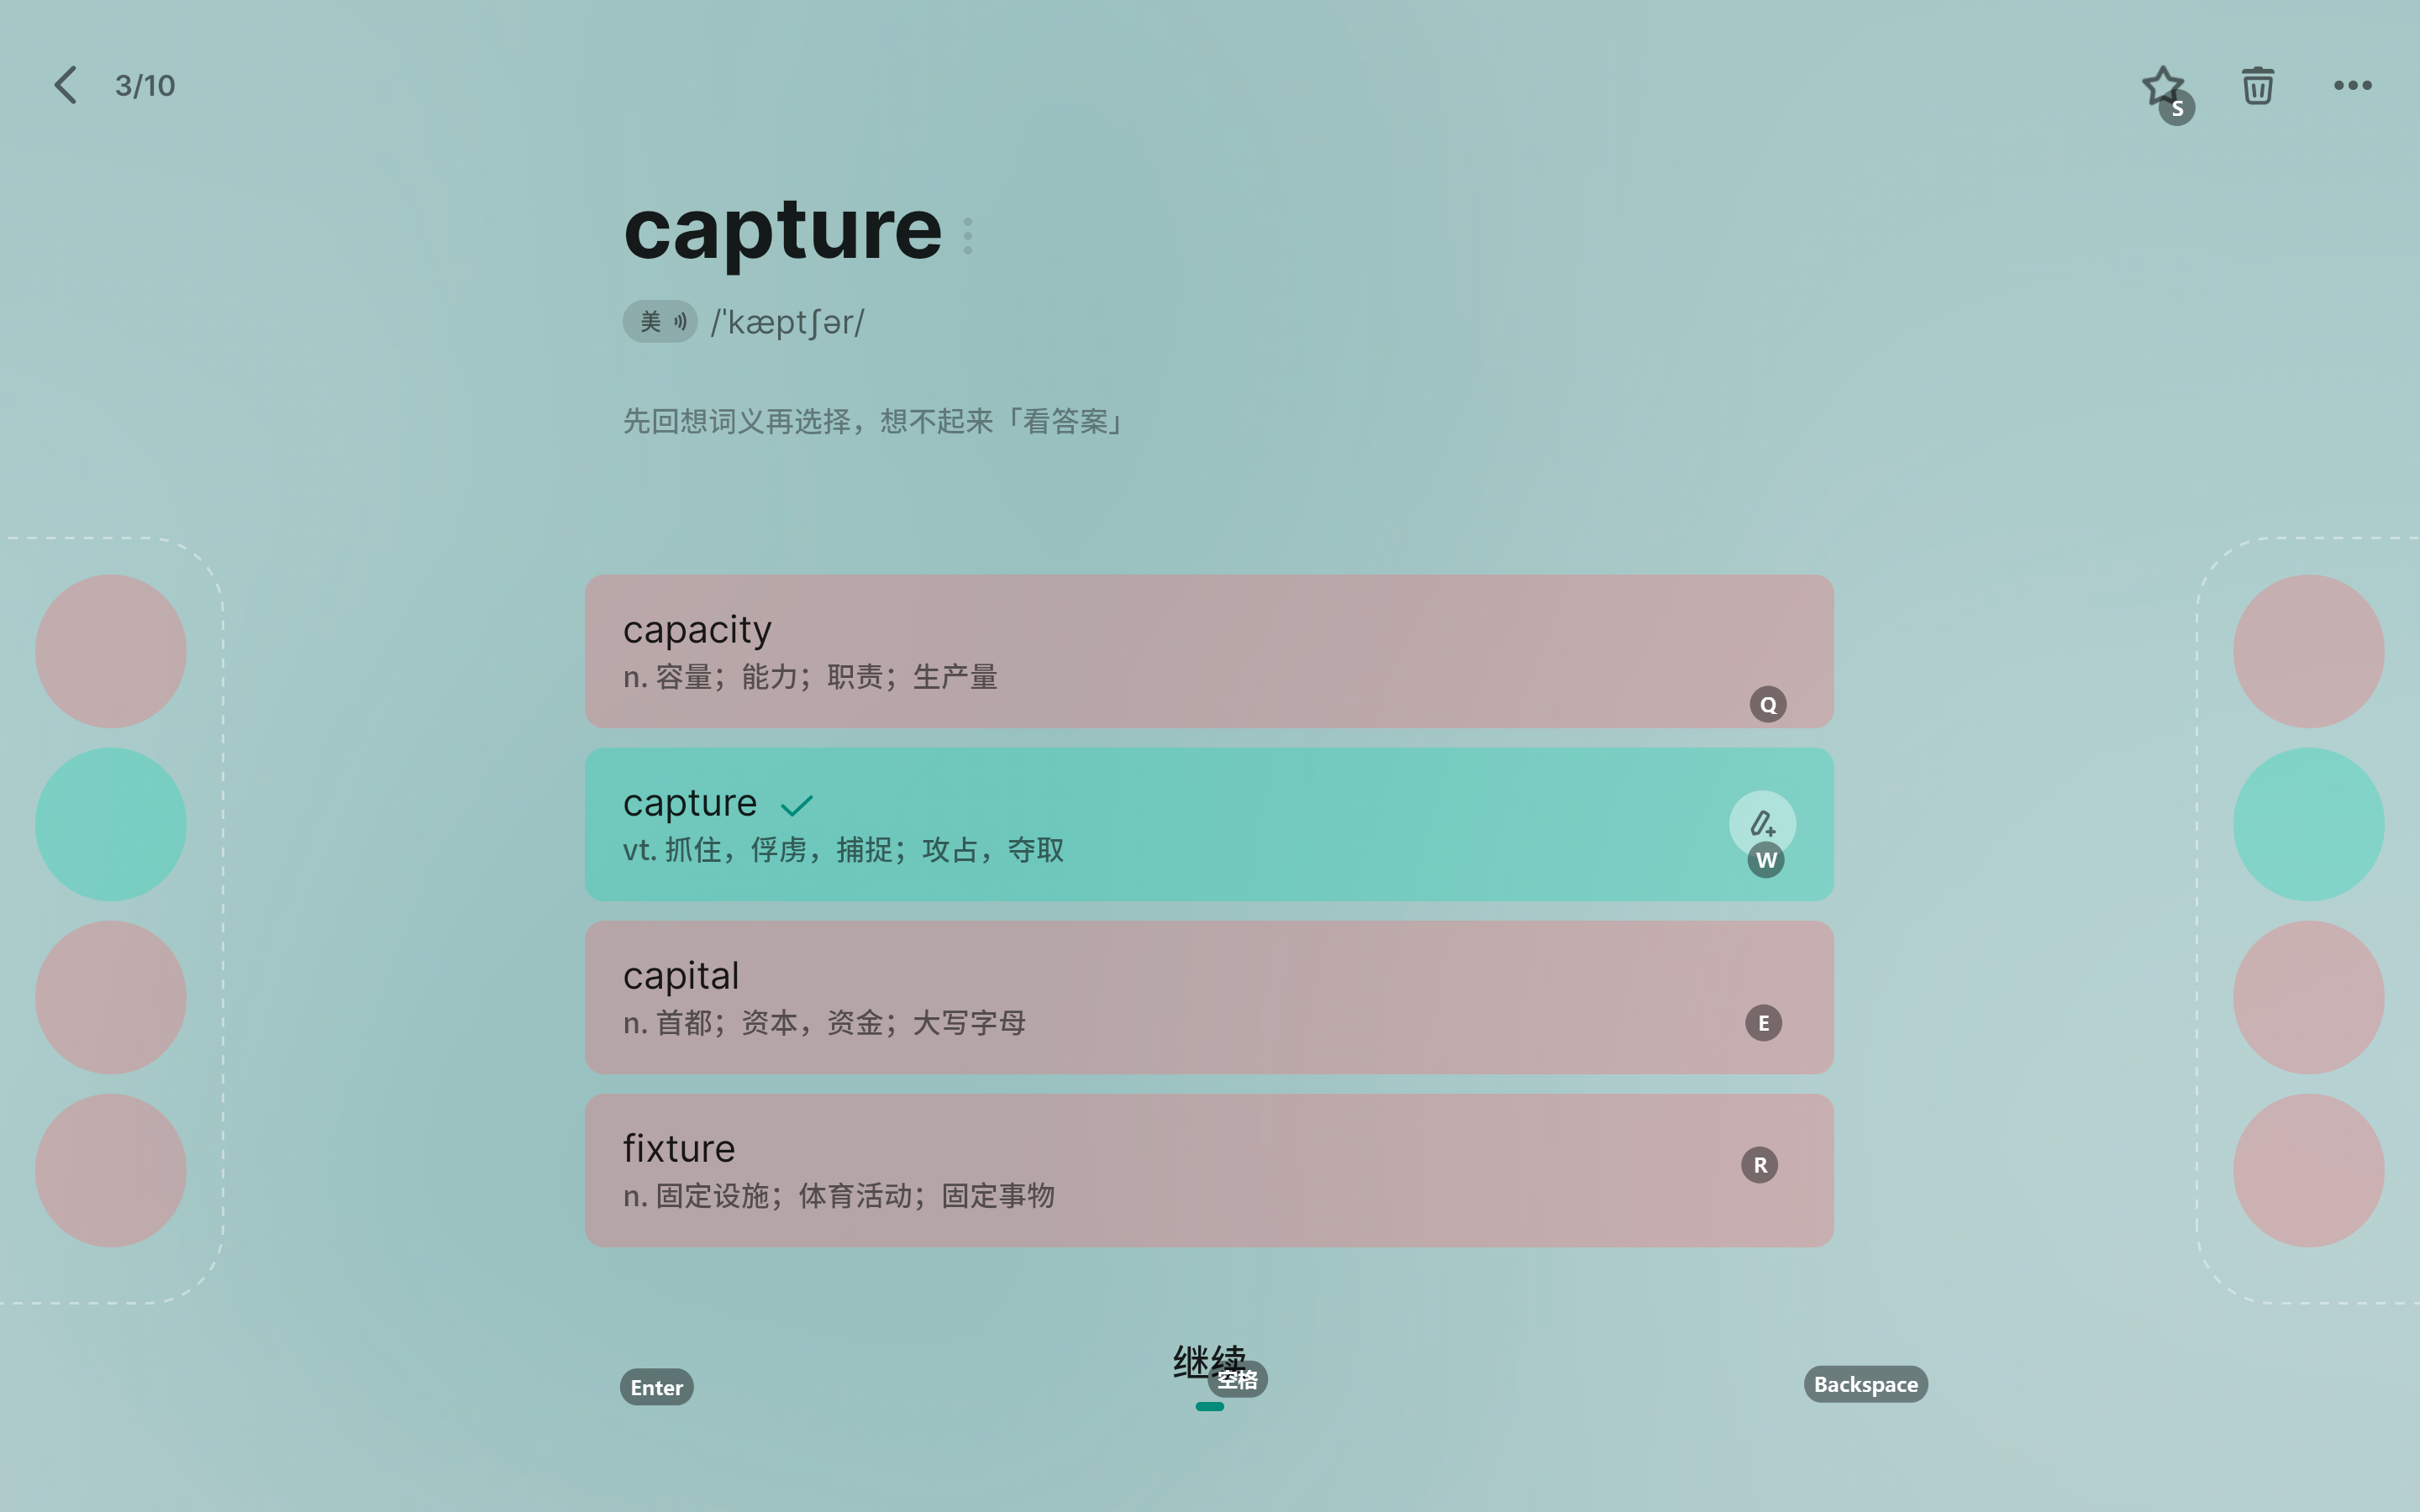 3/10
S
capture
美 /ˈkæptʃər/
先回想词义再选择，想不起来「看答案」
capacity
n. 容量；能力；职责；生产量
Q
capture
vt. 抓住，俘虏，捕捉；攻占，夺取
W
capital
n. 首都；资本，资金；大写字母
E
fixture
n. 固定设施；体育活动；固定事物
R
继续
Enter
空格
Backspace